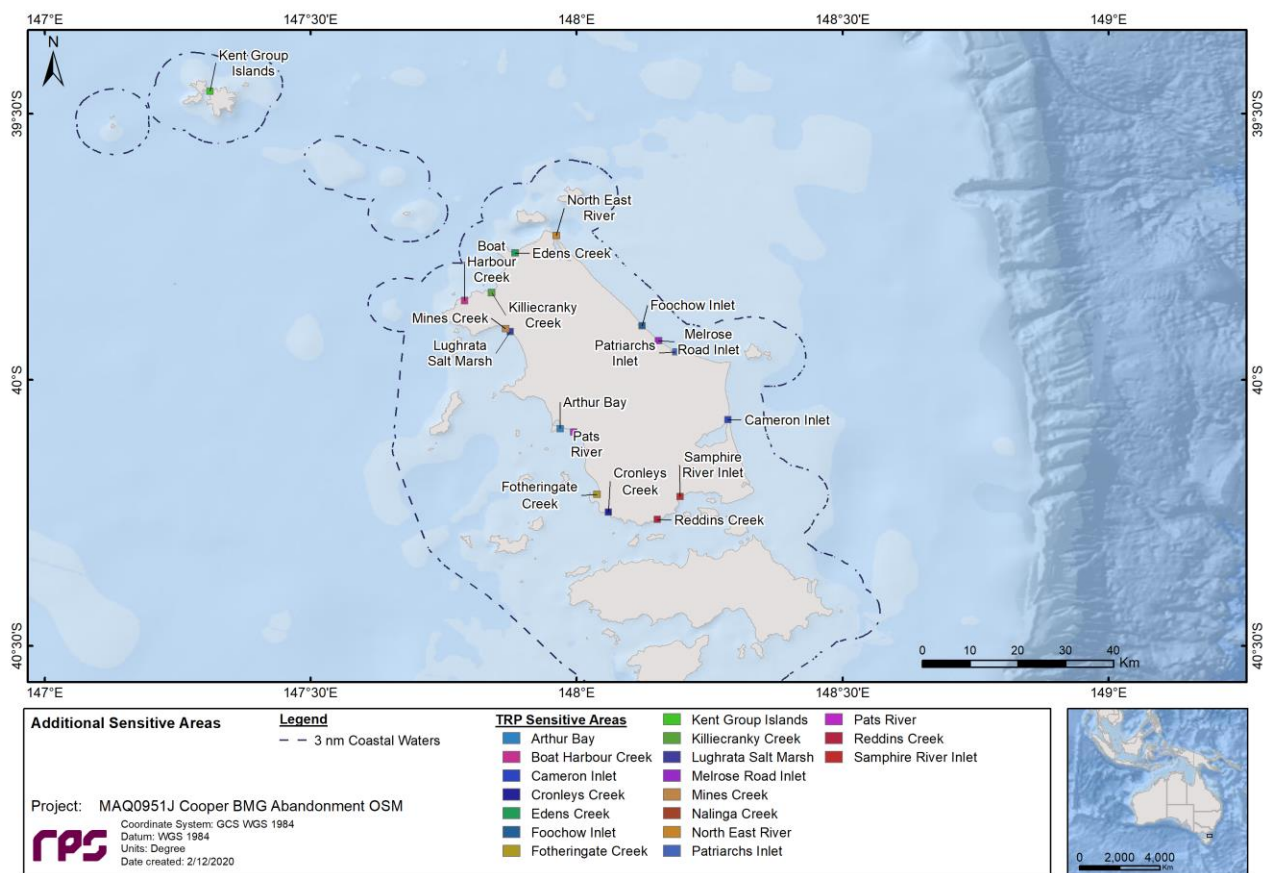 147°E
147°30'E
148°E
148°30'E
149°E
N
Kent Group
Islands
39°30'S
39°30'S
North East
River
Boat
Harbour
Creek
Edens Creek
Killiecranky
Creek
Foochow Inlet
Mines Creek
Melrose
Road Inlet
Patriarchs
Inlet
Lughrata
Salt Marsh
40°S
40°S
Arthur Bay
Cameron Inlet
Pats
River
Samphire
River Inlet
Cronleys
Creek
Fotheringate
Creek
Reddins Creek
40°30'S
40°30'S
0 10 20 30 40
Km
147°E
147°30'E
148°E
148°30'E
149°E
Additional Sensitive Areas
Legend
3 nm Coastal Waters
TRP Sensitive Areas
Arthur Bay
Boat Harbour Creek
Cameron Inlet
Cronleys Creek
Edens Creek
Foochow Inlet
Fotheringate Creek
Kent Group Islands
Killiecranky Creek
Lughrata Salt Marsh
Melrose Road Inlet
Mines Creek
Nalinga Creek
North East River
Patriarchs Inlet
Pats River
Reddins Creek
Samphire River Inlet
Project: MAQ0951J Cooper BMG Abandonment OSM
rps
Coordinate System: GCS WGS 1984
Datum: WGS 1984
Units: Degree
Date created: 2/12/2020
0 2,000 4,000
Km